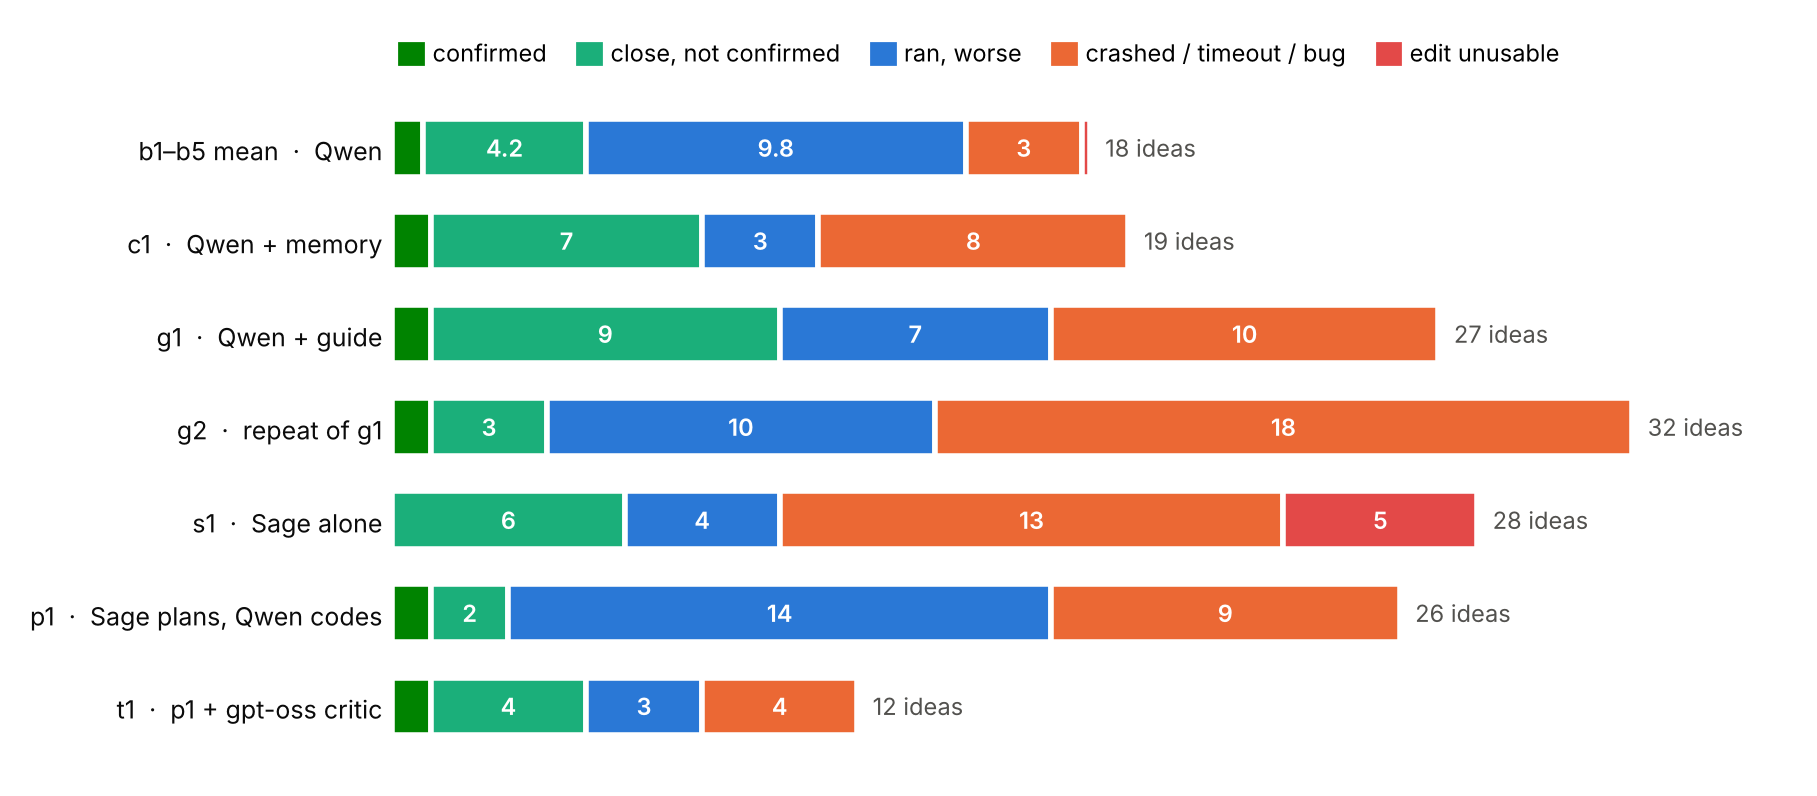 confirmed close, not confirmed ran, worse crashed / timeout / bug edit unusable
b1–b5 mean · Qwen 4.2 9.8 3 18 ideas
c1 · Qwen + memory 7 3 8 19 ideas
g1 · Qwen + guide 9 7 10 27 ideas
g2 · repeat of g1 3 10 18 32 ideas
s1 · Sage alone 6 4 13 5 28 ideas
p1 · Sage plans, Qwen codes 2 14 9 26 ideas
t1 · p1 + gpt-oss critic 4 3 4 12 ideas